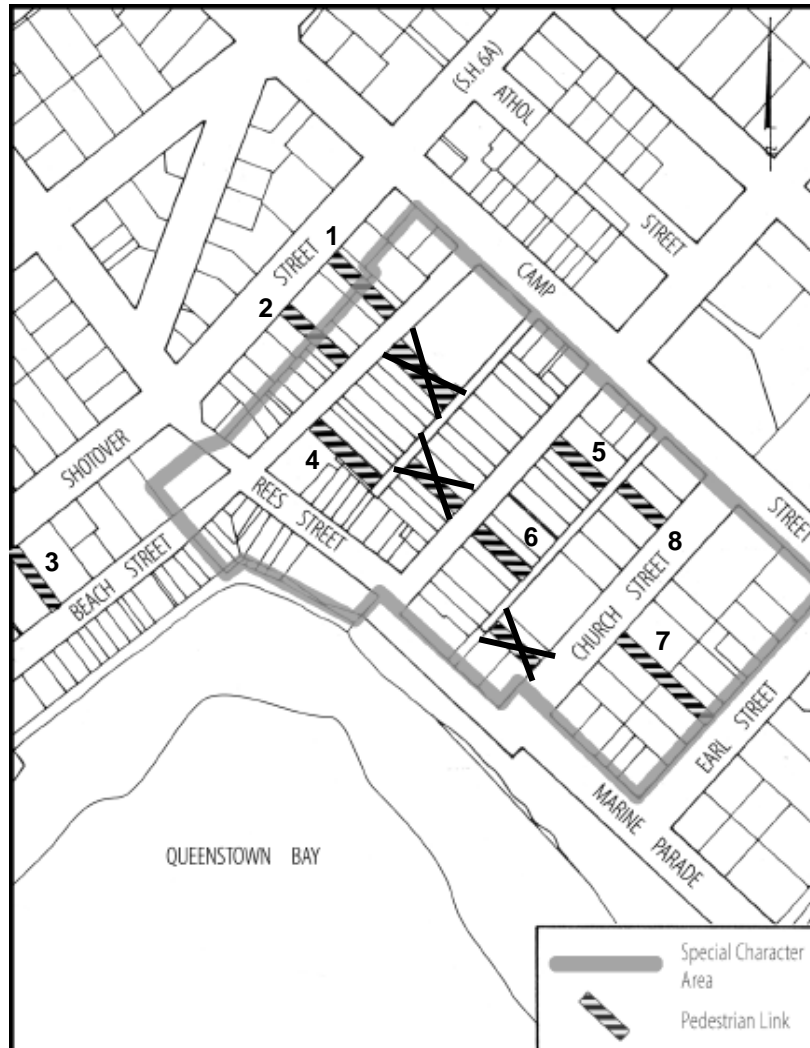 (S.H.6A)
ATHOL
STREET
1
STREET
CAMP
2
SHOTOVER
4
5
STREET
3
BEACH STREET
REES STREET
6
8
CHURCH STREET
7
EARL STREET
MARINE PARADE
QUEENSTOWN BAY
Special Character
Area
Pedestrian Link